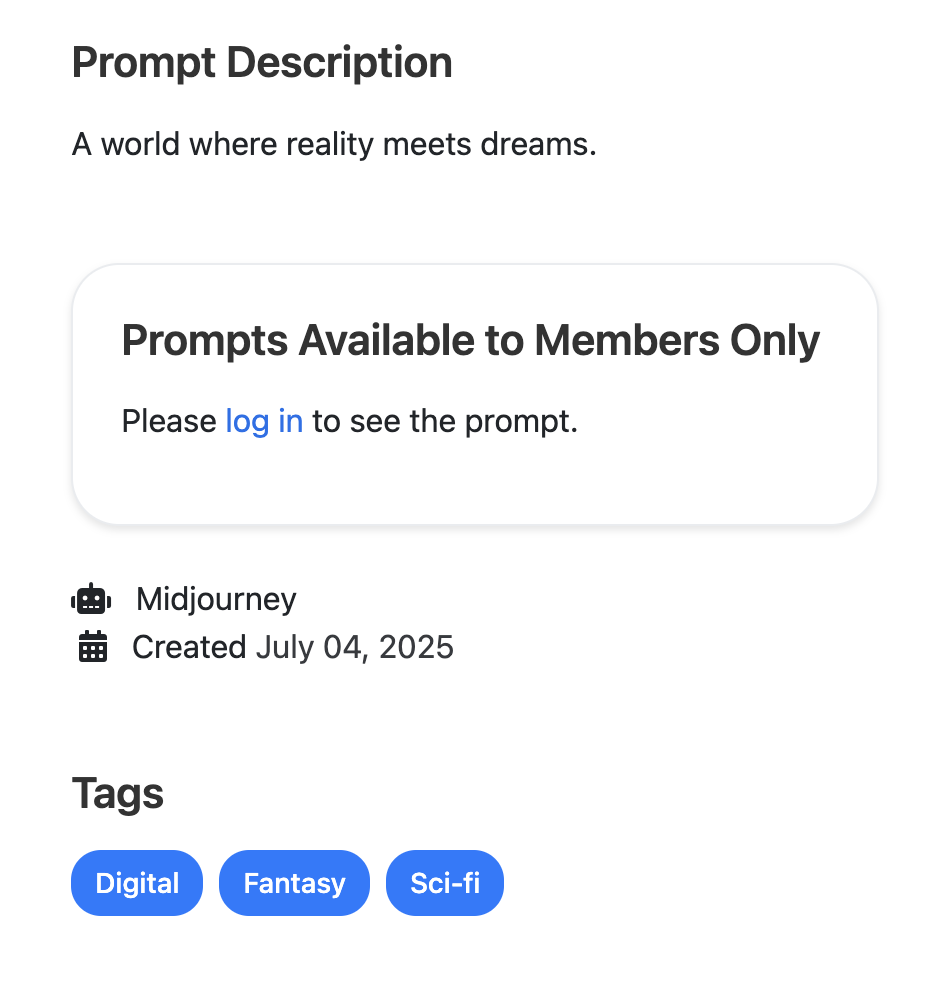 Prompt Description
A world where reality meets dreams.
Prompts Available to Members Only
Please log in to see the prompt.
Midjourney
Created July 04, 2025
Tags
Digital
Fantasy
Sci-fi